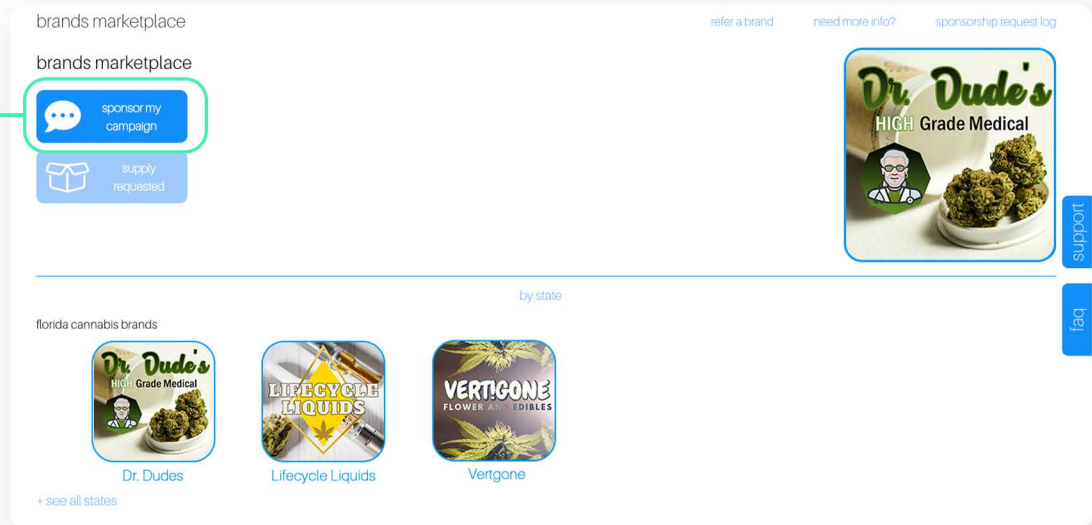 brands marketplace
refer a brand
need more info?
sponsorship request log
brands marketplace
sponsor my
campaign
supply
requested
Dr. Dude's
HIGH Grade Medical
support
faq
by state
florida cannabis brands
Dr. Dude's
HIGH Grade Medical
LIFECYCLE
LIQUIDS
VERTIGONE
FLOWER AND EDIBLES
Dr. Dudes
Lifecycle Liquids
Vertgone
+ see all states